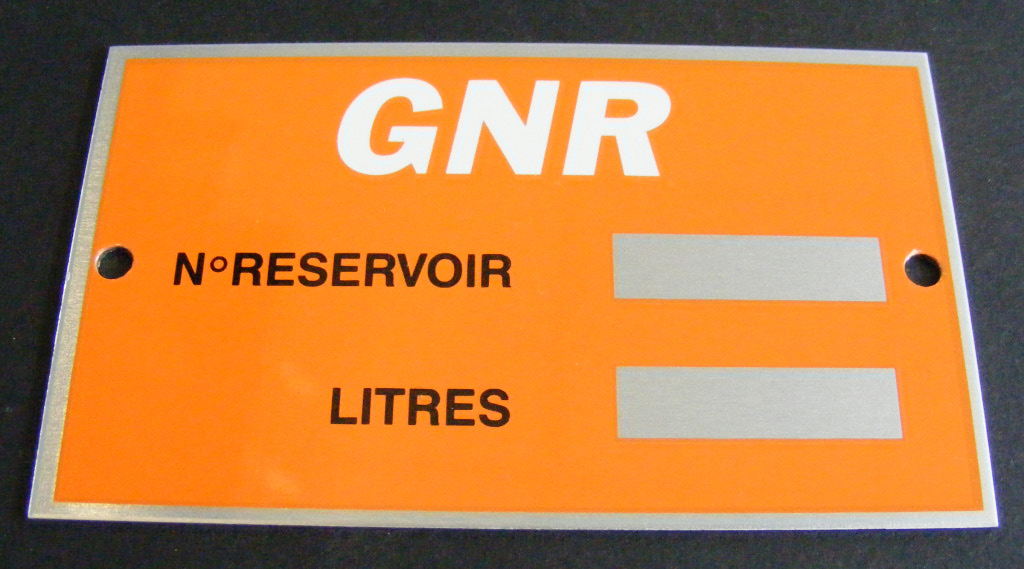 GNR
N° RESERVOIR
LITRES